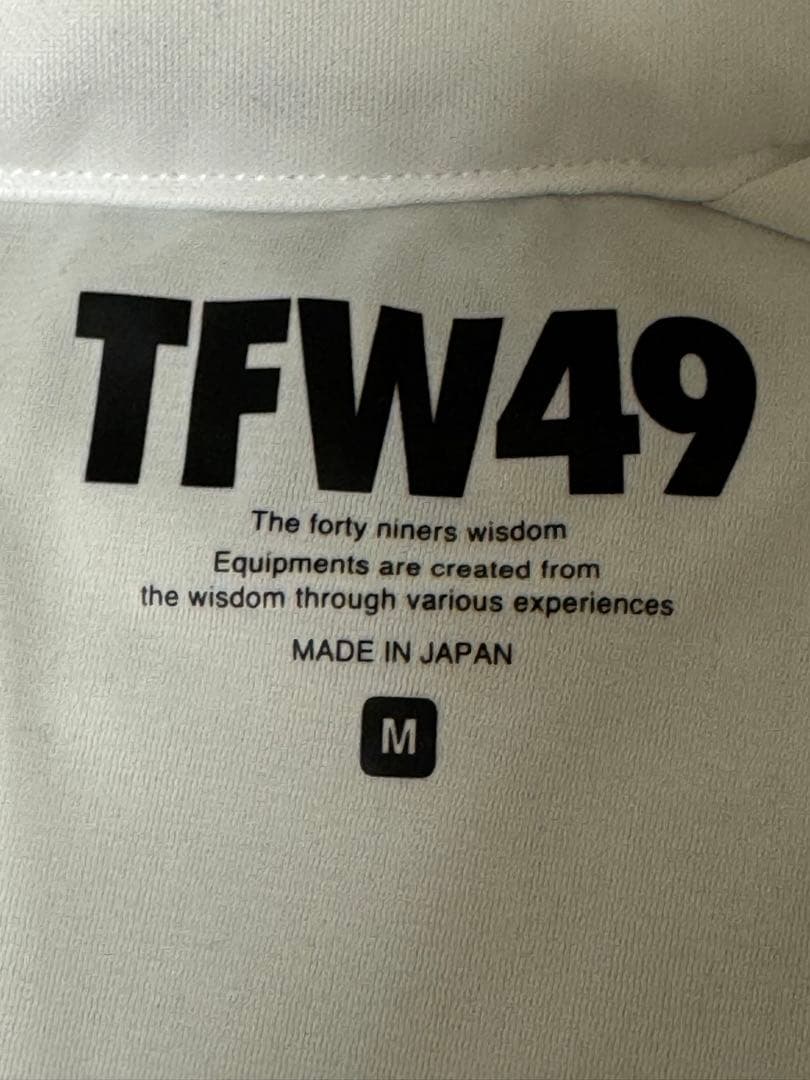 TFW49
The forty niners wisdom
Equipments are created from
the wisdom through various experiences
MADE IN JAPAN
M